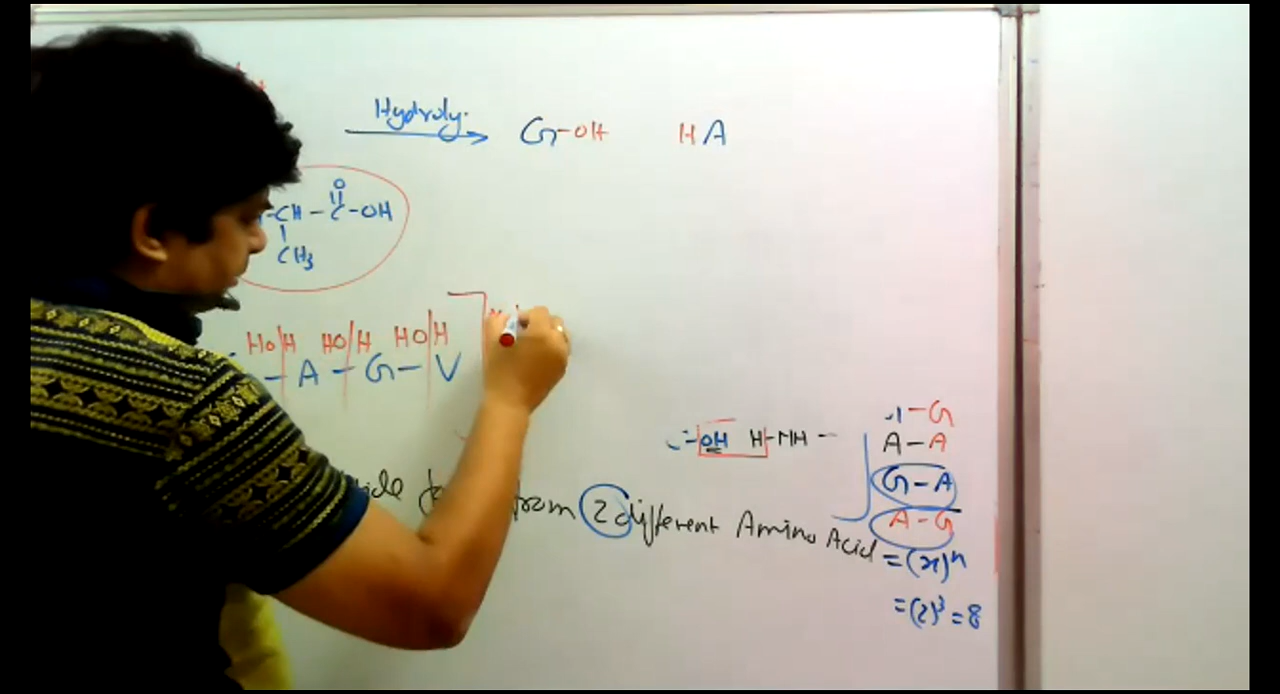 Hydroly.
G-OH HA
O
CH - C - OH
CH3
HO|H HO|H HO|H
- A - G - V
G
-OH H-NH - A - A
G - A
from 2 different Amino Acid A - G
= (x)^n
= (2)^3 = 8